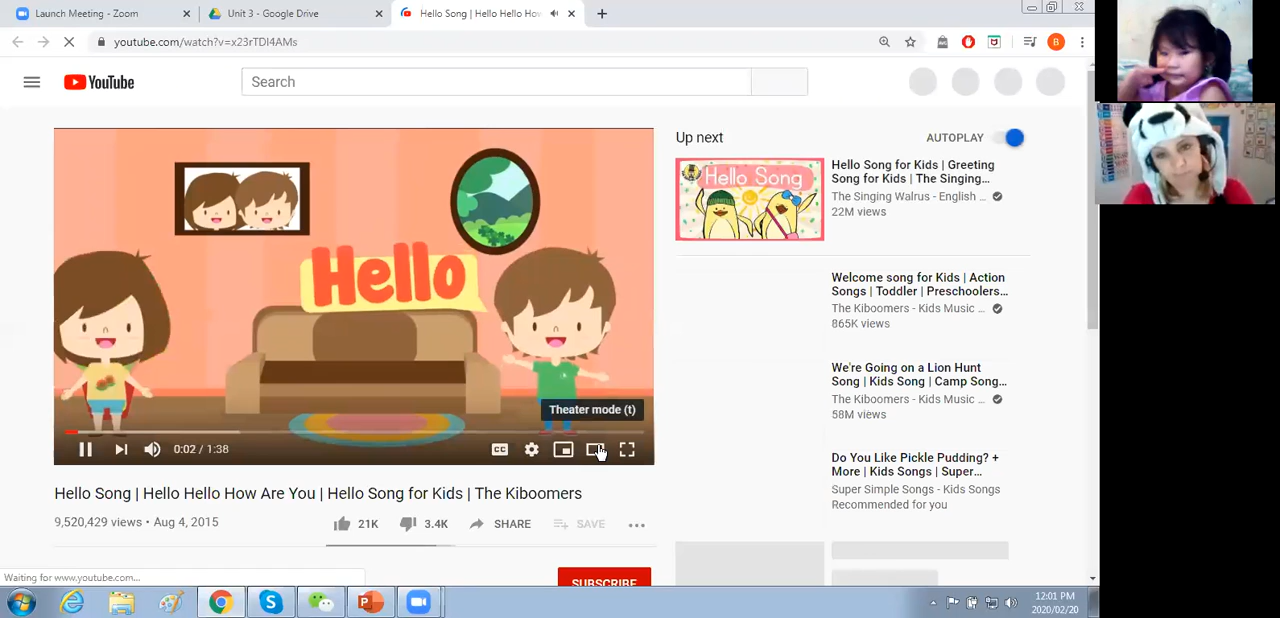 Launch Meeting - Zoom
Unit 3 - Google Drive
Hello Song | Hello Hello How
youtube.com/watch?v=x23rTDI4AMs
B
YouTube
Search
Up next
AUTOPLAY
Hello
Hello Song
Hello Song for Kids | Greeting
Song for Kids | The Singing...
The Singing Walrus - English ...
22M views
Welcome song for Kids | Action
Songs | Toddler | Preschoolers...
The Kiboomers - Kids Music ...
865K views
We're Going on a Lion Hunt
Song | Kids Song | Camp Song...
The Kiboomers - Kids Music ...
58M views
Do You Like Pickle Pudding? +
More | Kids Songs | Super...
Super Simple Songs - Kids Songs
Recommended for you
Theater mode (t)
0:02 / 1:38
CC
Hello Song | Hello Hello How Are You | Hello Song for Kids | The Kiboomers
9,520,429 views • Aug 4, 2015
21K
3.4K
SHARE
SAVE
SUBSCRIBE
Waiting for www.youtube.com...
12:01 PM
2020/02/20